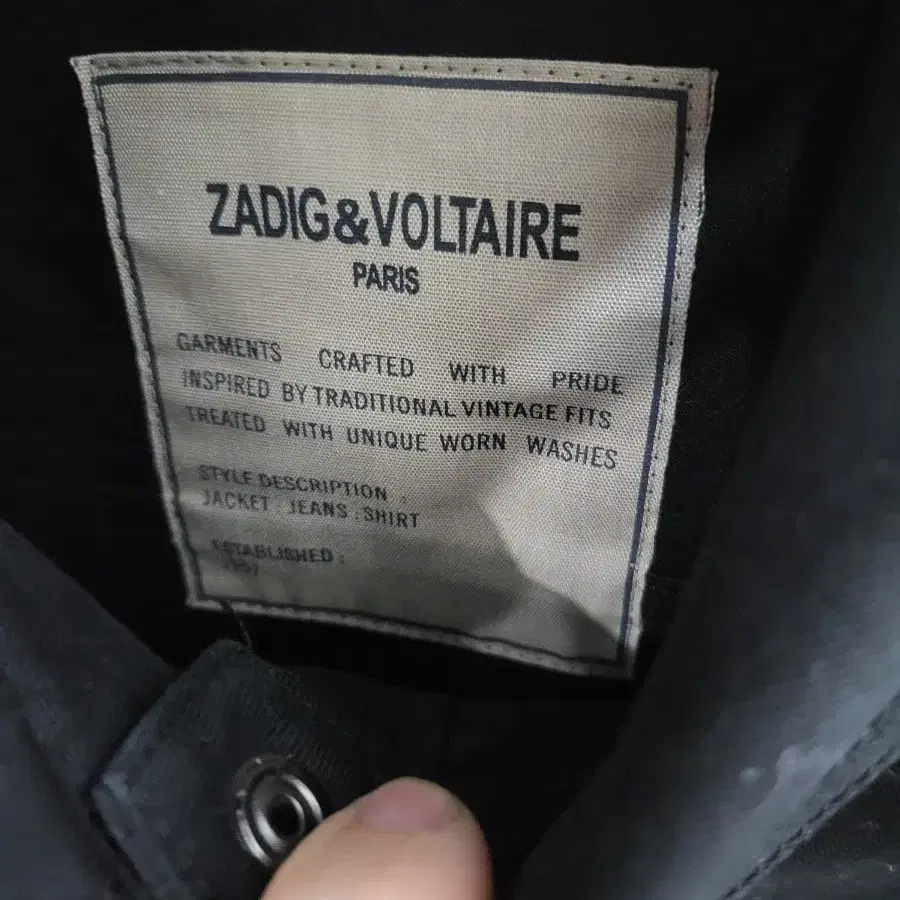 ZADIG&VOLTAIRE
PARIS
GARMENTS CRAFTED WITH PRIDE
INSPIRED BY TRADITIONAL VINTAGE FITS
TREATED WITH UNIQUE WORN WASHES
STYLE DESCRIPTION :
JACKET . JEANS . SHIRT
ESTABLISHED :